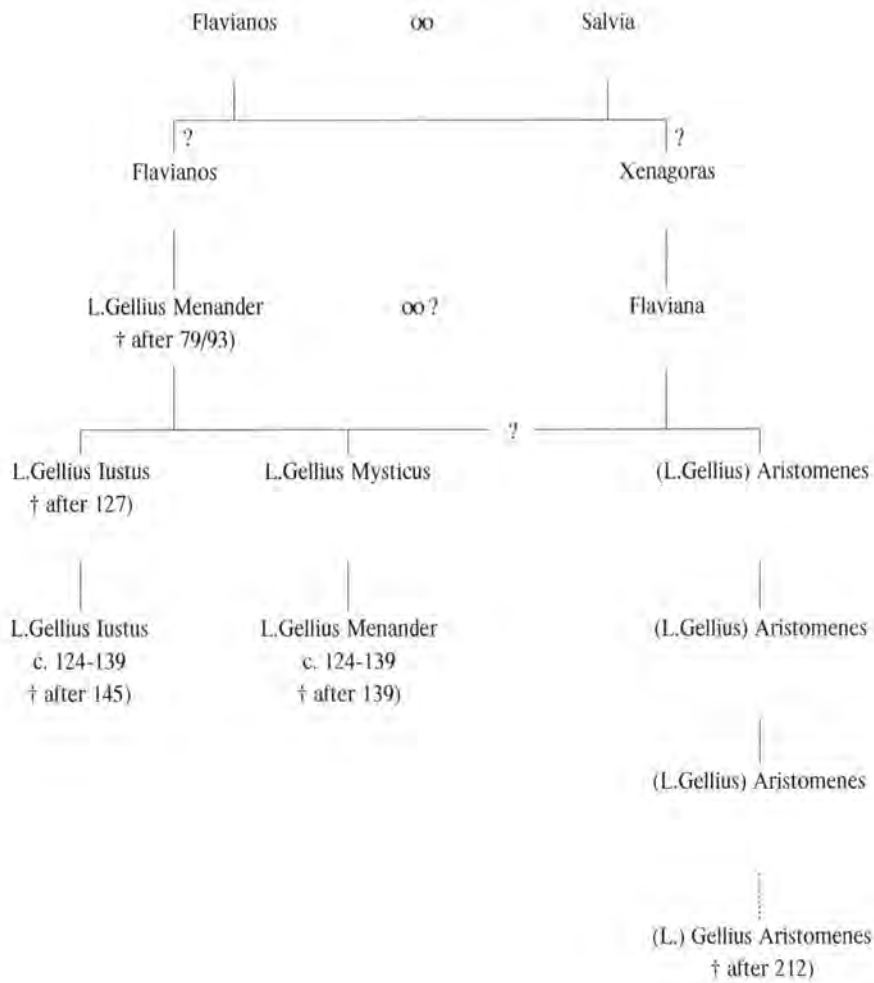 Flavianos oo Salvia
? ?
Flavianos Xenagoras
L.Gellius Menander oo ? Flaviana
† after 79/93)
?
L.Gellius Iustus L.Gellius Mysticus (L.Gellius) Aristomenes
† after 127)
L.Gellius Iustus L.Gellius Menander (L.Gellius) Aristomenes
c. 124-139 c. 124-139
† after 145) † after 139)
(L.Gellius) Aristomenes
(L.) Gellius Aristomenes
† after 212)